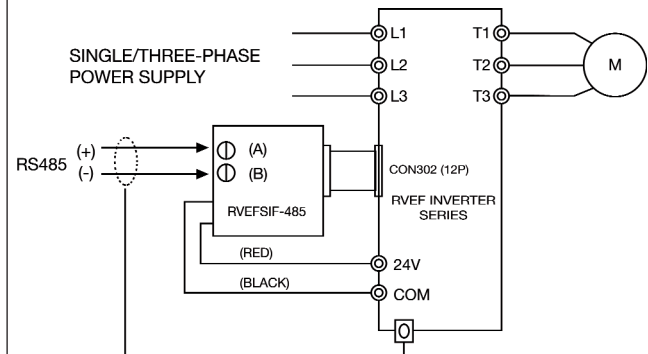 SINGLE/THREE-PHASE
POWER SUPPLY
L1
L2
L3
T1
T2
T3
M
RS485
(+)
(-)
(A)
(B)
RVEFSIF-485
CON302 (12P)
RVEF INVERTER
SERIES
(RED)
24V
(BLACK)
COM